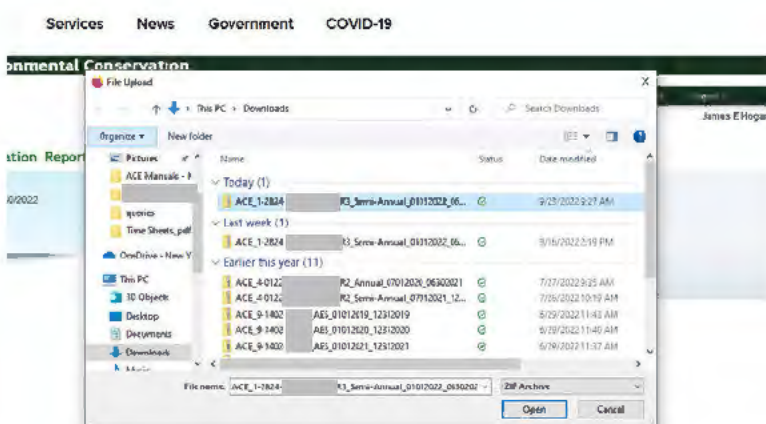 Services News Government COVID-19
onmental Conservation
File Upload X
This PC › Downloads Search Downloads
James E Hoga
Organize New folder
ation Report
Pictures Name Status Date modified
ACE Manuals - 
Today (1)
0/2022
ACE_1-2824 R3_Semi-Annual_01012022_06... 9/23/2022 9:27 AM
queries
Last week (1)
Time Sheets_pdf
ACE_1-2824 R3_Semi-Annual_01012022_06... 9/16/2022 2:19 PM
OneDrive - New Y
Earlier this year (11)
This PC
ACE_4-0122 R2_Annual_07012020_06302021 7/27/2022 9:25 AM
3D Objects
ACE_4-0122 R2_Semi-Annual_07012021_12... 7/26/2022 10:19 AM
Desktop
ACE_9-1402 AES_01012019_12312019 6/29/2022 11:43 AM
Documents
ACE_9-1402 AES_01012020_12312020 6/29/2022 11:40 AM
Downloads
ACE_9-1402 AES_01012021_12312021 6/29/2022 11:37 AM
Music
File name: ACE_1-2824- R3_Semi-Annual_01012022_0630202 ZIP Archive
Open Cancel